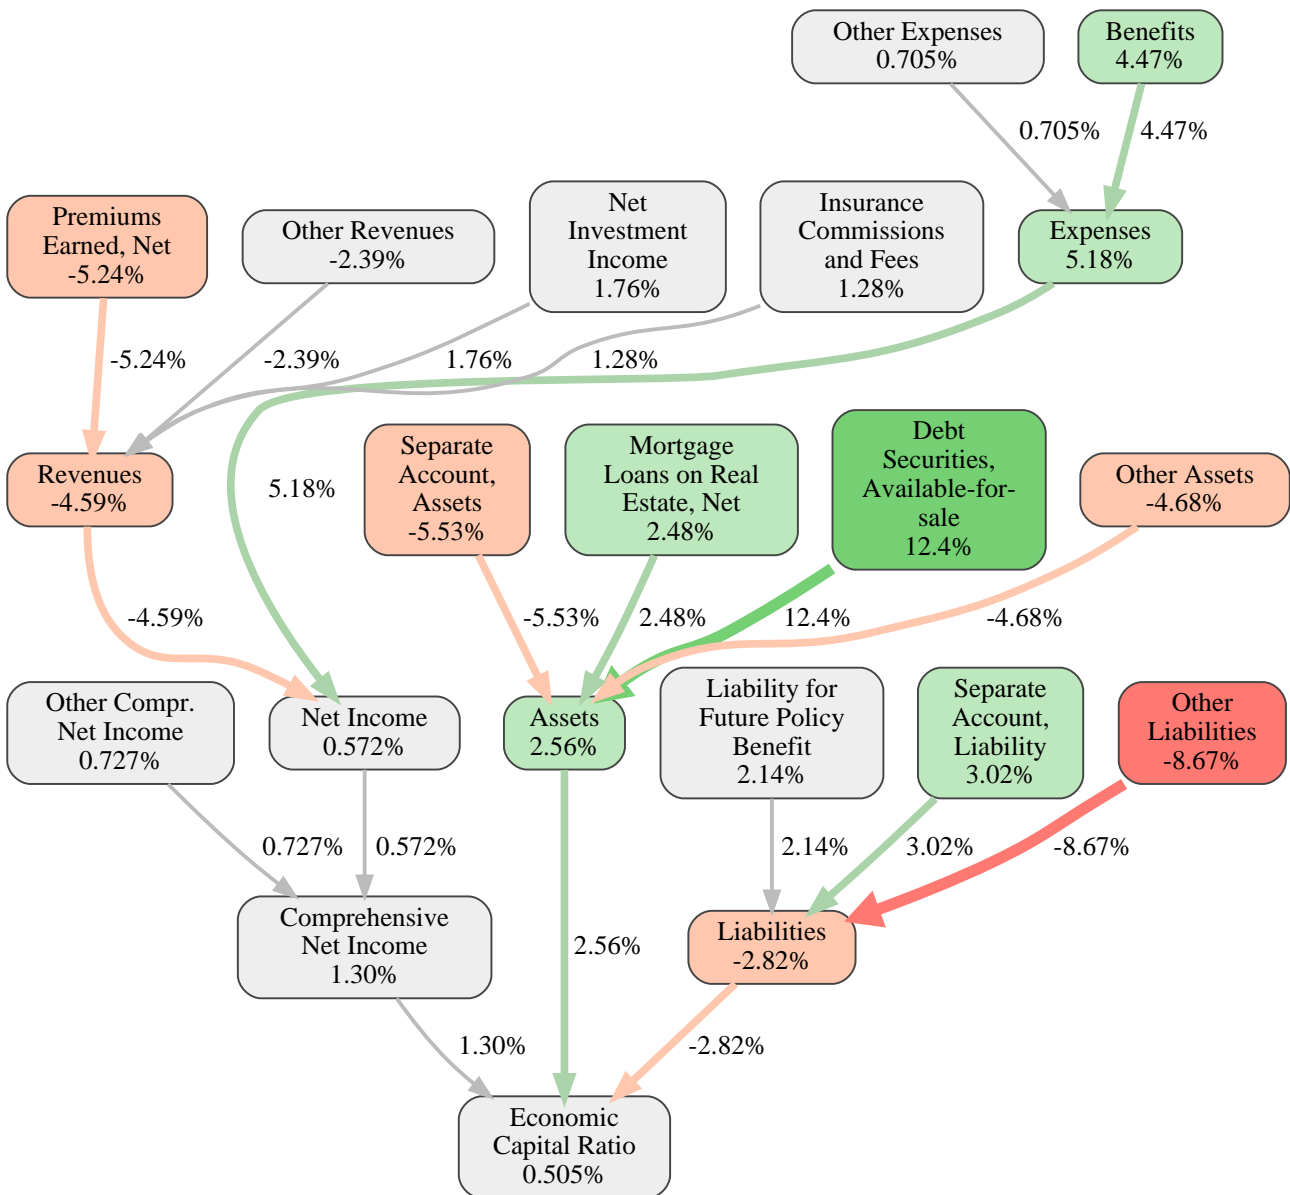 Other Expenses
0.705%
Benefits
4.47%
0.705%
4.47%
Premiums
Earned, Net
-5.24%
Other Revenues
-2.39%
Net
Investment
Income
1.76%
Insurance
Commissions
and Fees
1.28%
Expenses
5.18%
-5.24%
-2.39%
1.76%
1.28%
Revenues
-4.59%
5.18%
Separate
Account,
Assets
-5.53%
Mortgage
Loans on Real
Estate, Net
2.48%
Debt
Securities,
Available-for-
sale
12.4%
Other Assets
-4.68%
-4.59%
-5.53%
2.48%
12.4%
-4.68%
Other Compr.
Net Income
0.727%
Net Income
0.572%
Assets
2.56%
Liability for
Future Policy
Benefit
2.14%
Separate
Account,
Liability
3.02%
Other
Liabilities
-8.67%
0.727%
0.572%
2.14%
3.02%
-8.67%
Comprehensive
Net Income
1.30%
2.56%
Liabilities
-2.82%
1.30%
-2.82%
Economic
Capital Ratio
0.505%